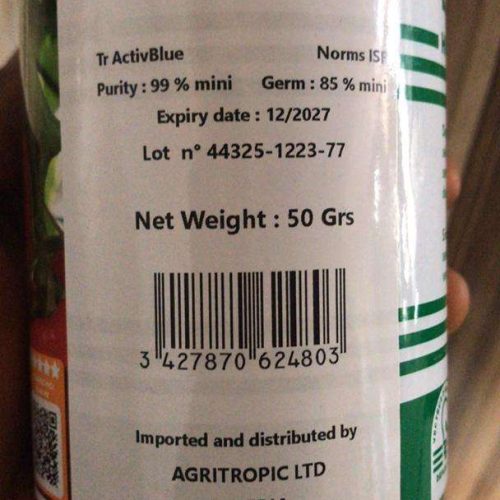 Tr ActivBlue Norms ISF
Purity : 99 % mini Germ : 85 % mini
Expiry date : 12/2027
Lot n° 44325-1223-77
Net Weight : 50 Grs
3 427870 624803
Imported and distributed by
AGRITROPIC LTD